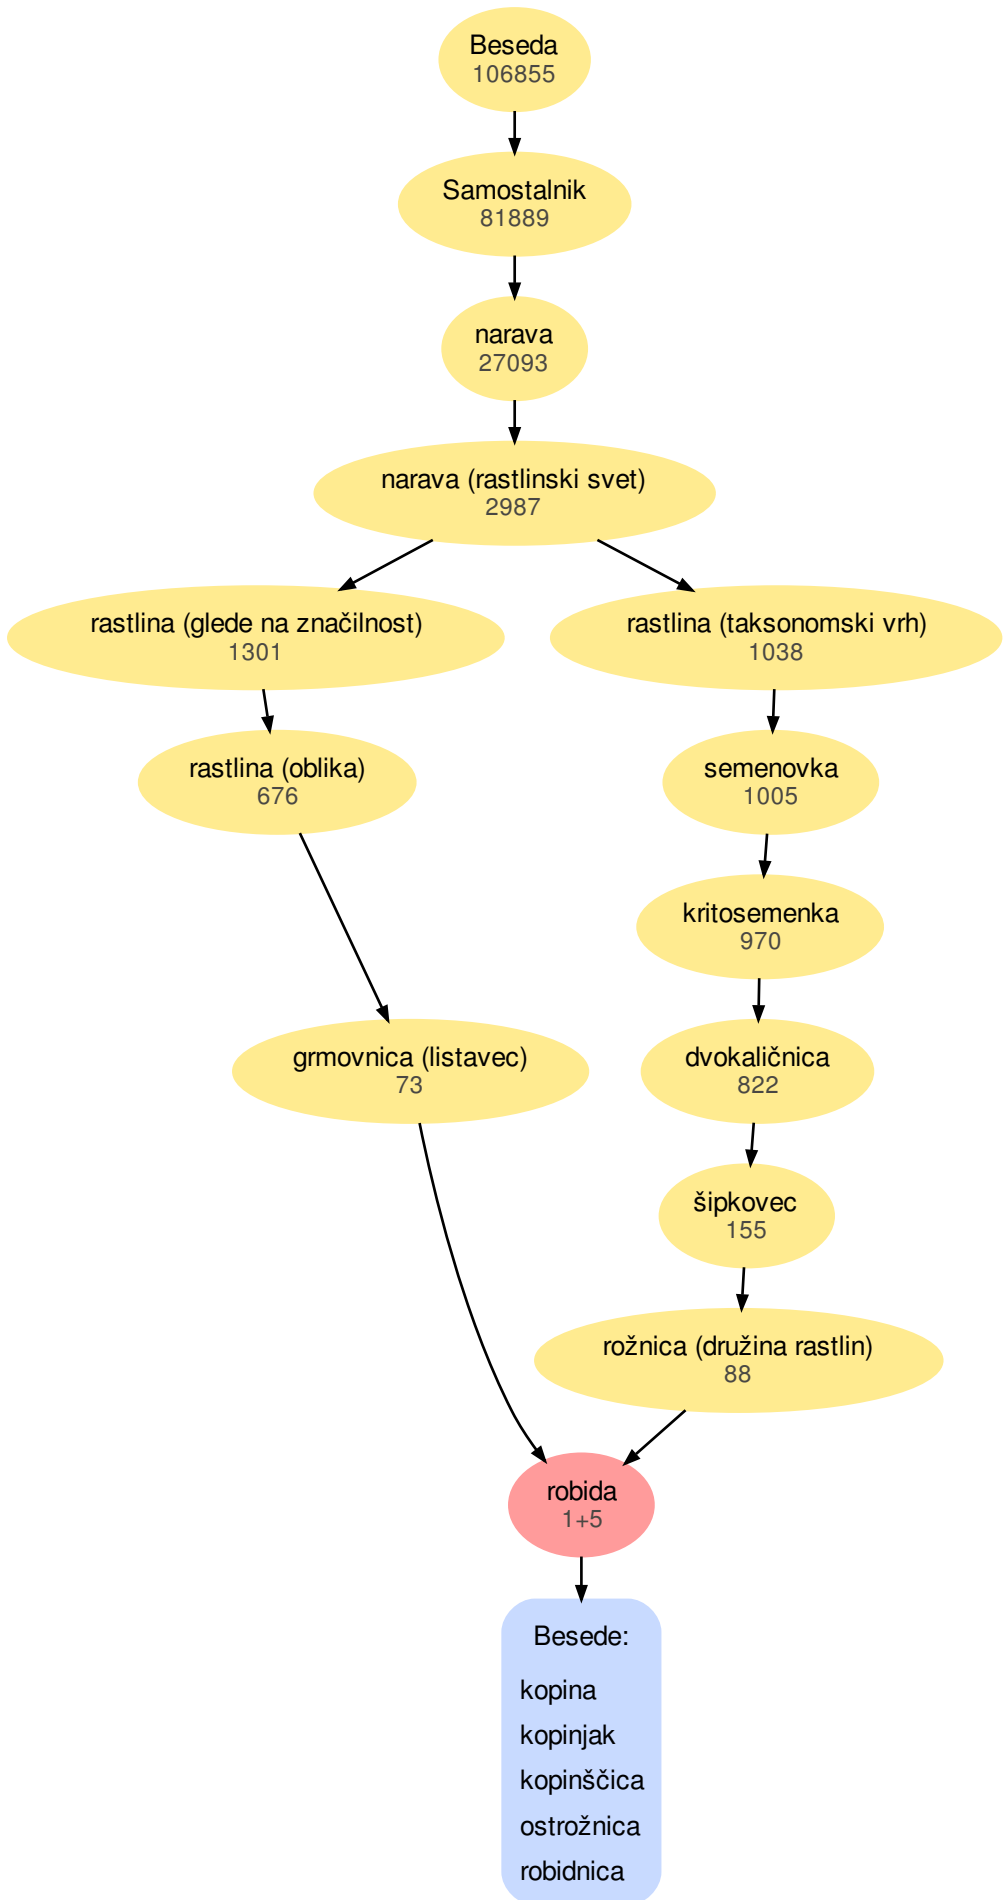 Beseda
106855
Samostalnik
81889
narava
27093
narava (rastlinski svet)
2987
rastlina (glede na značilnost)
1301
rastlina (taksonomski vrh)
1038
rastlina (oblika)
676
semenovka
1005
kritosemenka
970
grmovnica (listavec)
73
dvokaličnica
822
šipkovec
155
rožnica (družina rastlin)
88
robida
1+5
Besede:
kopina
kopinjak
kopinščica
ostrožnica
robidnica